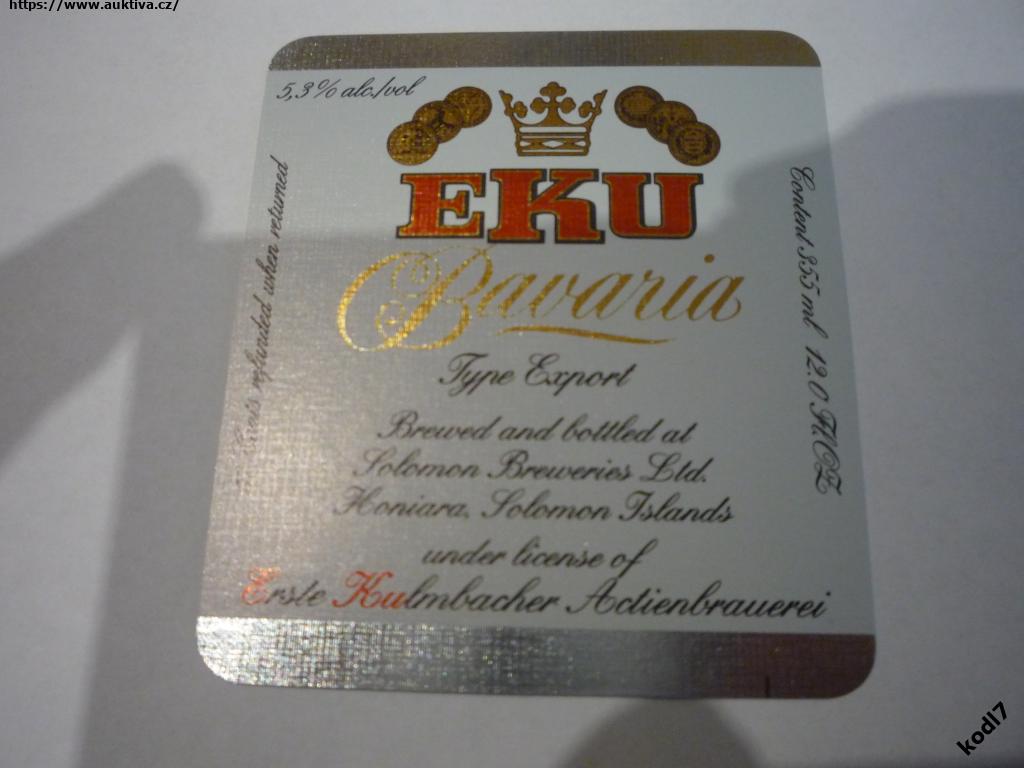 https://www.auktiva.cz/
5,3% alc./vol
EKU
Bavaria
Type Export
Brewed and bottled at
Solomon Breweries Ltd.
Honiara, Solomon Islands
under license of
Erste Kulmbacher Actienbrauerei
refunded when returned
Content 355 ml 12.0 FL.OZ
kodl7